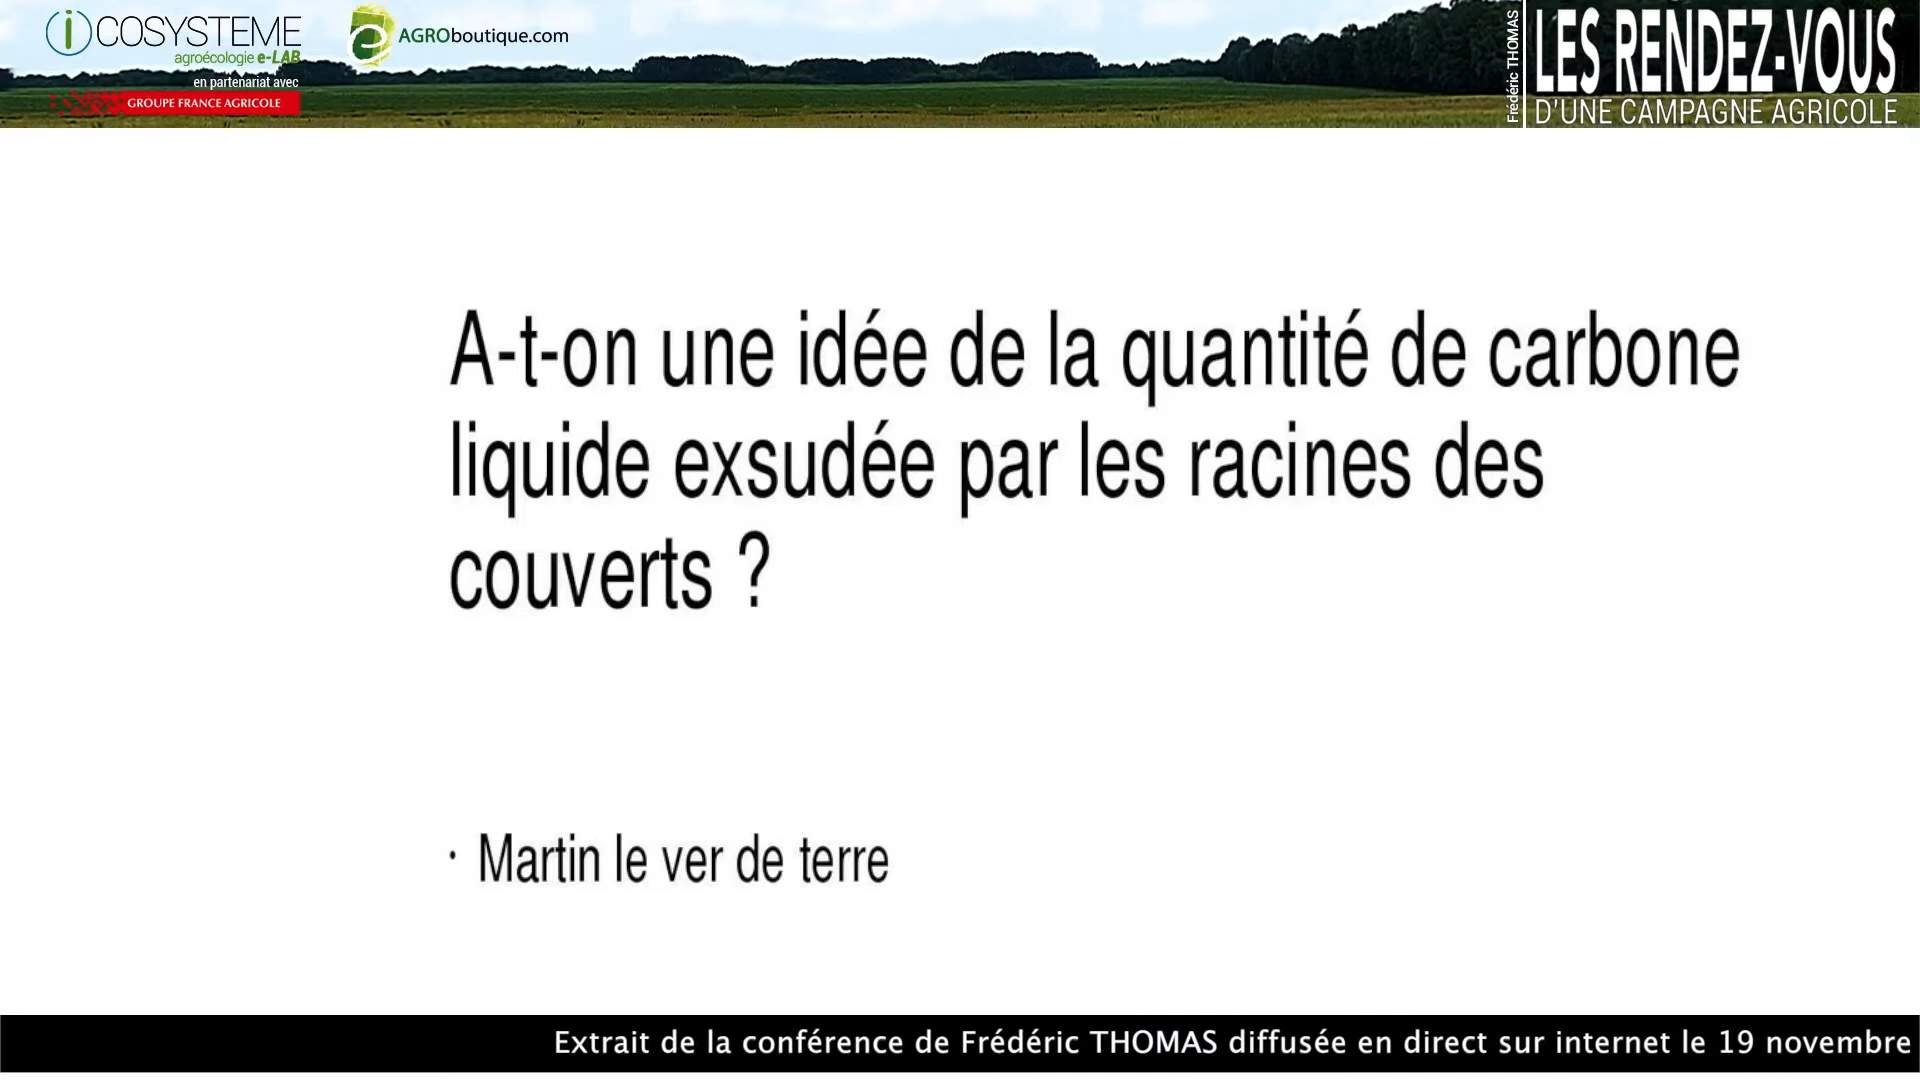 iCOSYSTEME
agroécologie e-LAB
en partenariat avec
GROUPE FRANCE AGRICOLE
AGROboutique.com
Frédéric THOMAS
LES RENDEZ-VOUS
D'UNE CAMPAGNE AGRICOLE
A-t-on une idée de la quantité de carbone
liquide exsudée par les racines des
couverts ?
· Martin le ver de terre
Extrait de la conférence de Frédéric THOMAS diffusée en direct sur internet le 19 novembre